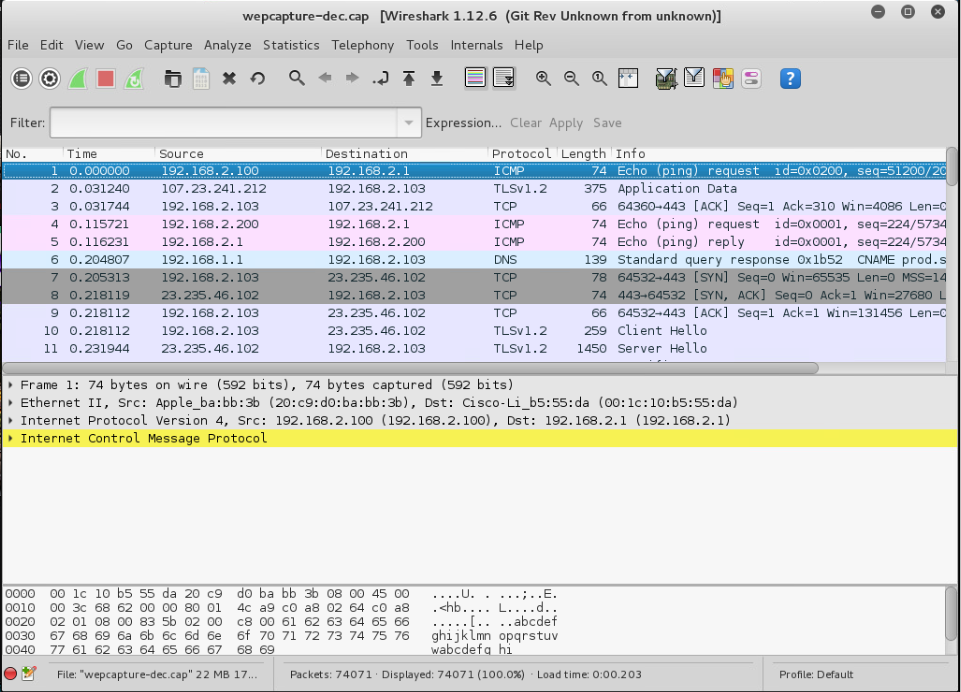 wepcapture-dec.cap [Wireshark 1.12.6 (Git Rev Unknown from unknown)]
File Edit View Go Capture Analyze Statistics Telephony Tools Internals Help
Filter: Expression... Clear Apply Save
No. Time Source Destination Protocol Length Info
1 0.000000 192.168.2.100 192.168.2.1 ICMP 74 Echo (ping) request id=0x0200, seq=51200/20
2 0.031240 107.23.241.212 192.168.2.103 TLSv1.2 375 Application Data
3 0.031744 192.168.2.103 107.23.241.212 TCP 66 64360→443 [ACK] Seq=1 Ack=310 Win=4086 Len=0
4 0.115721 192.168.2.200 192.168.2.1 ICMP 74 Echo (ping) request id=0x0001, seq=224/5734
5 0.116231 192.168.2.1 192.168.2.200 ICMP 74 Echo (ping) reply id=0x0001, seq=224/5734
6 0.204807 192.168.1.1 192.168.2.103 DNS 139 Standard query response 0x1b52 CNAME prod.s
7 0.205313 192.168.2.103 23.235.46.102 TCP 78 64532→443 [SYN] Seq=0 Win=65535 Len=0 MSS=14
8 0.218119 23.235.46.102 192.168.2.103 TCP 74 443→64532 [SYN, ACK] Seq=0 Ack=1 Win=27680 L
9 0.218112 192.168.2.103 23.235.46.102 TCP 66 64532→443 [ACK] Seq=1 Ack=1 Win=131456 Len=0
10 0.218112 192.168.2.103 23.235.46.102 TLSv1.2 259 Client Hello
11 0.231944 23.235.46.102 192.168.2.103 TLSv1.2 1450 Server Hello
Frame 1: 74 bytes on wire (592 bits), 74 bytes captured (592 bits)
Ethernet II, Src: Apple_ba:bb:3b (20:c9:d0:ba:bb:3b), Dst: Cisco-Li_b5:55:da (00:1c:10:b5:55:da)
Internet Protocol Version 4, Src: 192.168.2.100 (192.168.2.100), Dst: 192.168.2.1 (192.168.2.1)
Internet Control Message Protocol
0000 00 1c 10 b5 55 da 20 c9 d0 ba bb 3b 08 00 45 00 ....U. . ...;..E.
0010 00 3c 68 62 00 00 80 01 4c a9 c0 a8 02 64 c0 a8 .<hb.... L....d..
0020 02 01 08 00 83 5b 02 00 c8 00 61 62 63 64 65 66 .....[.. ..abcdef
0030 67 68 69 6a 6b 6c 6d 6e 6f 70 71 72 73 74 75 76 ghijklmn opqrstuv
0040 77 61 62 63 64 65 66 67 68 69 wabcdefg hi
File: "wepcapture-dec.cap" 22 MB 17... Packets: 74071 · Displayed: 74071 (100.0%) · Load time: 0:00.203 Profile: Default